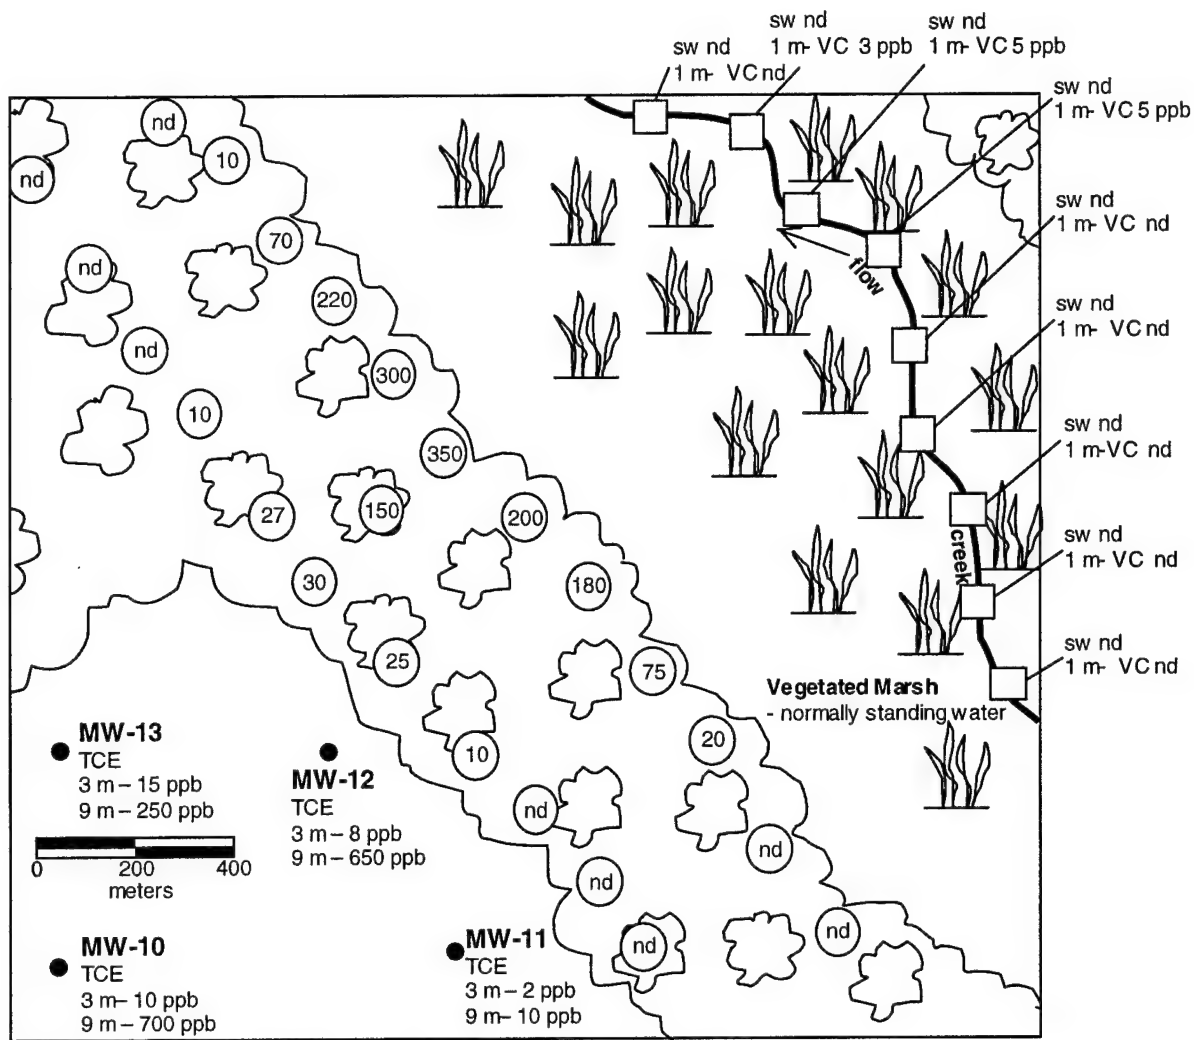 sw nd
1 m- VC nd
sw nd
1 m- VC 3 ppb
sw nd
1 m- VC 5 ppb
sw nd
1 m- VC 5 ppb
sw nd
1 m- VC nd
sw nd
1 m- VC nd
sw nd
1 m-VC nd
sw nd
1 m- VC nd
sw nd
1 m- VC nd
flow
creek
nd
10
nd
70
nd
220
nd
300
10
350
27
150
200
30
180
25
75
10
20
nd
nd
nd
nd
nd
Vegetated Marsh
- normally standing water
MW-13
TCE
3 m – 15 ppb
9 m – 250 ppb
MW-12
TCE
3 m – 8 ppb
9 m – 650 ppb
0 200 400
meters
MW-10
TCE
3 m– 10 ppb
9 m – 700 ppb
MW-11
TCE
3 m – 2 ppb
9 m – 10 ppb